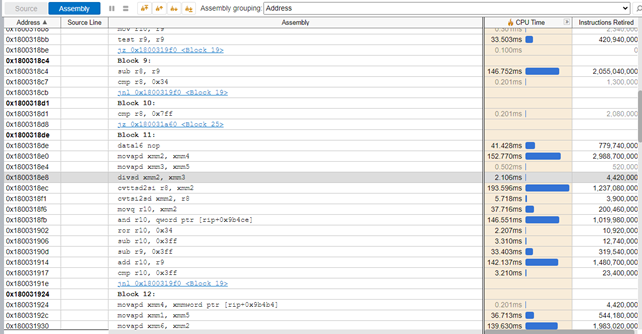 Source Assembly Assembly grouping: Address
Address Source Line Assembly CPU Time Instructions Retired
0x1800318bb test r9, r9 33.503ms 420,940,000
0x1800318be jz 0x1800319f0 <Block 19> 0.100ms 0
0x1800318c4 Block 9:
0x1800318c4 sub r8, r9 146.752ms 2,055,040,000
0x1800318c7 cmp r8, 0x34 0.201ms 1,300,000
0x1800318cb jnl 0x1800319f0 <Block 19>
0x1800318d1 Block 10:
0x1800318d1 cmp r8, 0x7ff 0.201ms 2,080,000
0x1800318d8 jz 0x180031a60 <Block 25>
0x1800318de Block 11:
0x1800318de data16 nop 41.428ms 779,740,000
0x1800318e0 movapd xmm2, xmm4 152.770ms 2,988,700,000
0x1800318e4 movapd xmm3, xmm5 0.502ms 520,000
0x1800318e8 divsd xmm2, xmm3 2.106ms 4,420,000
0x1800318ec cvttsd2si r8, xmm2 193.596ms 1,237,080,000
0x1800318f1 cvtsi2sd xmm2, r8 5.718ms 3,900,000
0x1800318f6 movq r10, xmm2 37.716ms 200,460,000
0x1800318fb and r10, qword ptr [rip+0x9b4ce] 146.551ms 1,019,980,000
0x180031902 ror r10, 0x34 2.207ms 10,920,000
0x180031906 sub r10, 0x3ff 3.310ms 12,740,000
0x18003190d sub r9, 0x3ff 33.403ms 319,540,000
0x180031914 add r10, r9 142.137ms 1,480,700,000
0x180031917 cmp r10, 0x3ff 3.210ms 23,400,000
0x18003191e jnl 0x1800319f0 <Block 19>
0x180031924 Block 12:
0x180031924 movapd xmm4, xmmword ptr [rip+0x9b4b4] 0.201ms 4,420,000
0x18003192c movapd xmm1, xmm5 36.713ms 544,180,000
0x180031930 movapd xmm6, xmm2 139.630ms 1,983,020,000